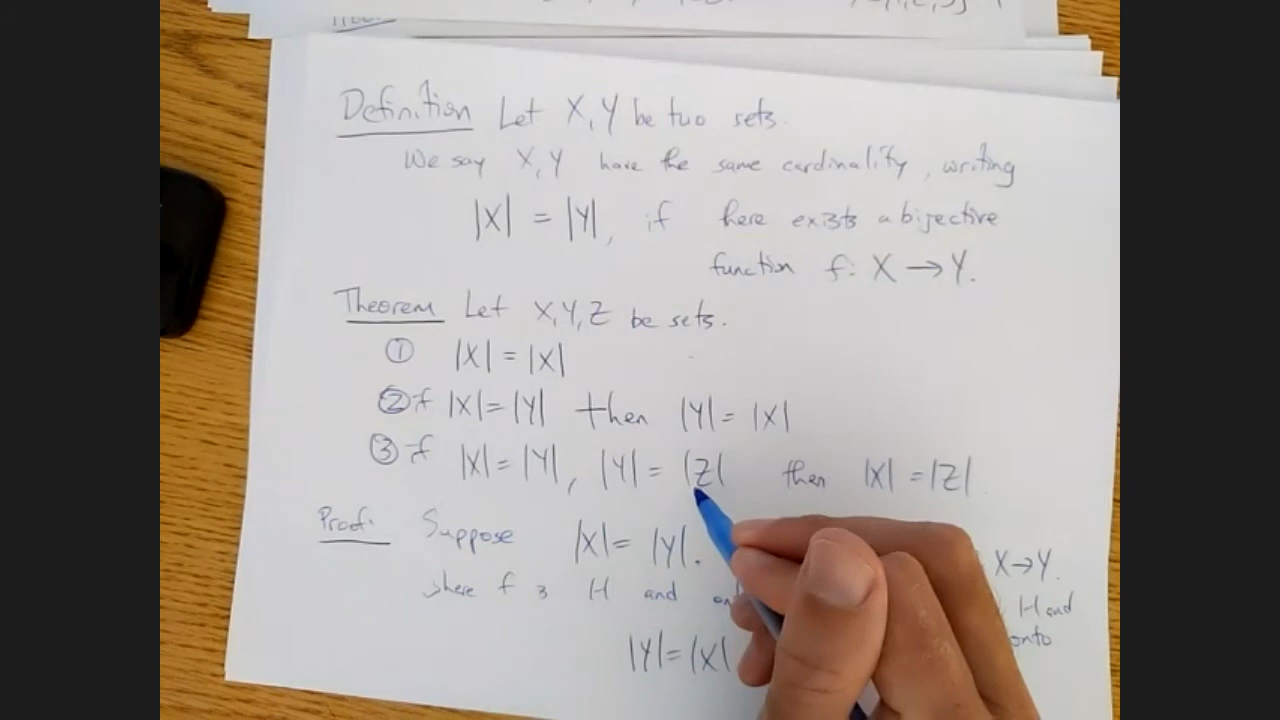 Definition Let X, Y be two sets.
We say X, Y have the same cardinality, writing
|X| = |Y|, if there exists a bijective
function f: X → Y.
Theorem Let X, Y, Z be sets.
① |X| = |X|
② If |X| = |Y| then |Y| = |X|
③ If |X| = |Y|, |Y| = |Z| then |X| = |Z|.
Proof: Suppose |X| = |Y|. X → Y.
where f is 1-1 and 1-1 and
onto
|Y| = |X|